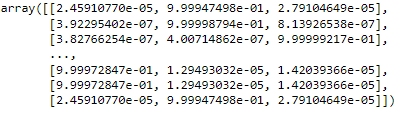 array([[2.45910770e-05, 9.99947498e-01, 2.79104649e-05],
[3.92295402e-07, 9.99998794e-01, 8.13926538e-07],
[3.82766254e-07, 4.00714862e-07, 9.99999217e-01],
...,
[9.99972847e-01, 1.29493032e-05, 1.42039366e-05],
[9.99972847e-01, 1.29493032e-05, 1.42039366e-05],
[2.45910770e-05, 9.99947498e-01, 2.79104649e-05]])